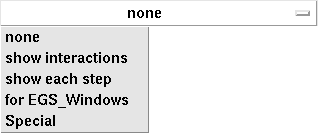 none
none
show interactions
show each step
for EGS_Windows
Special